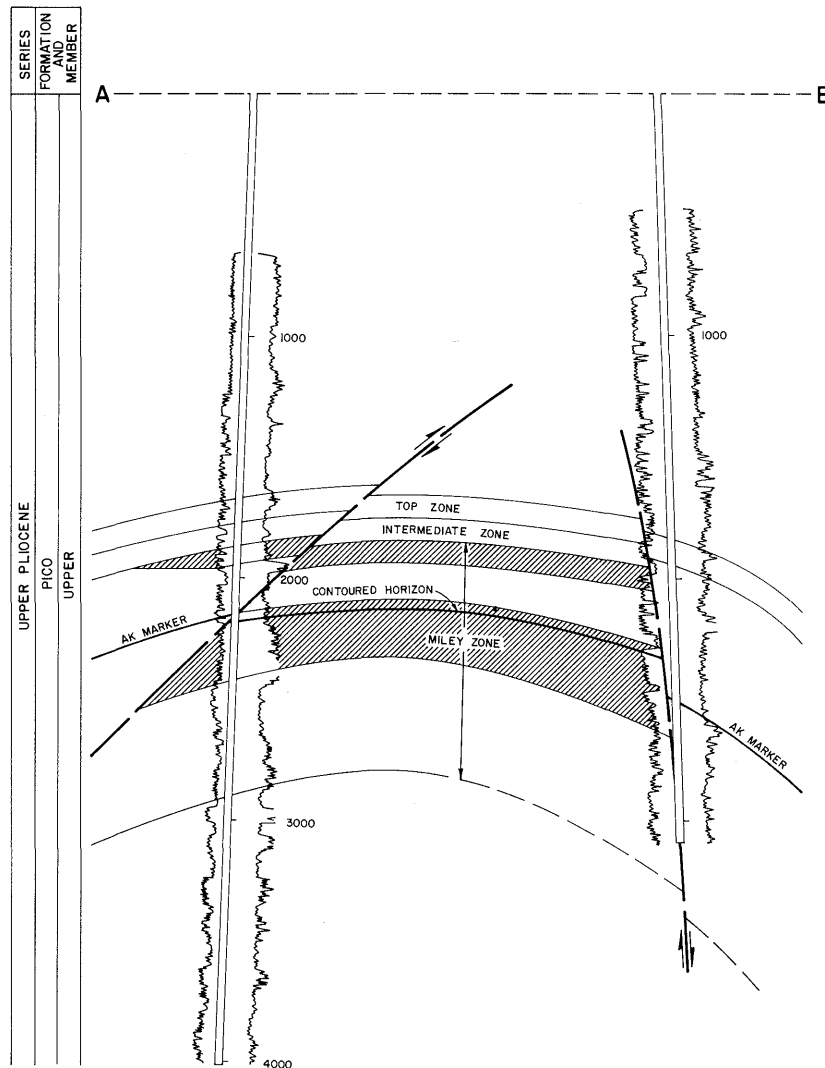 SERIES
FORMATION
AND
MEMBER
UPPER PLIOCENE
PICO
UPPER
A
1000
1000
TOP ZONE
INTERMEDIATE ZONE
2000
CONTOURED HORIZON
AK MARKER
MILEY ZONE
AK MARKER
3000
4000